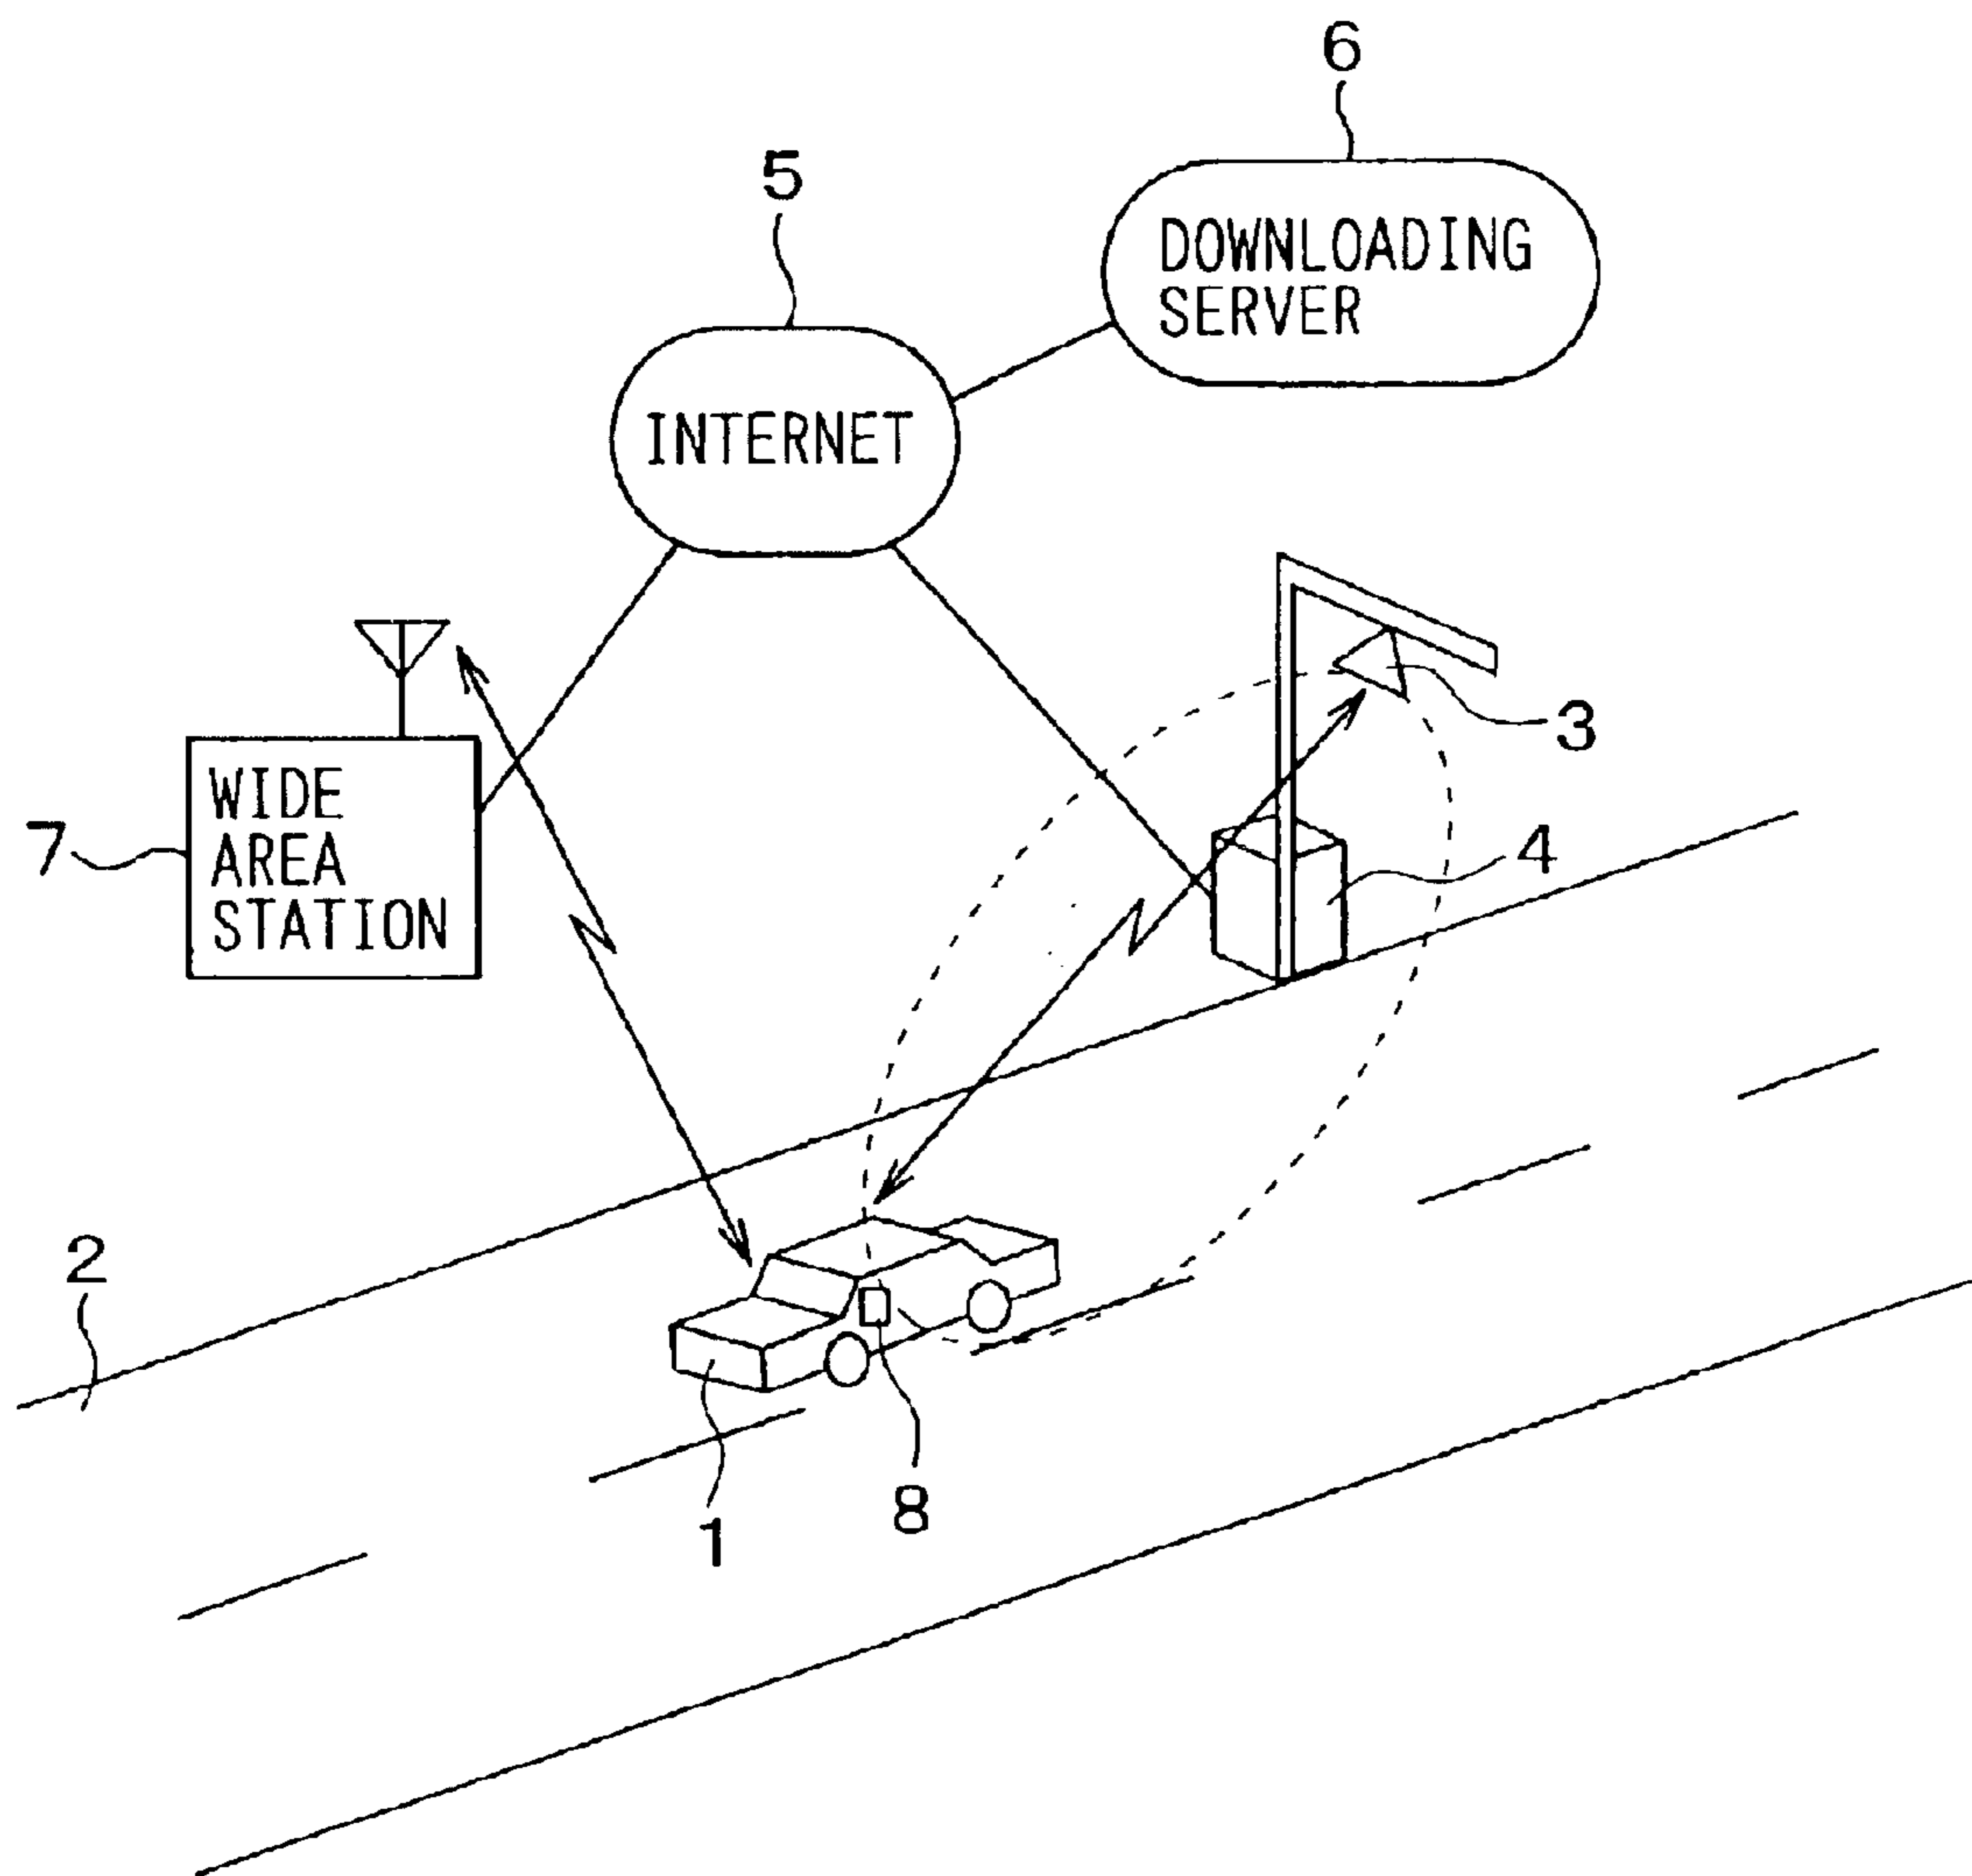 6
5
DOWNLOADING
SERVER
INTERNET
3
WIDE
AREA
STATION
7
4
2
8
1